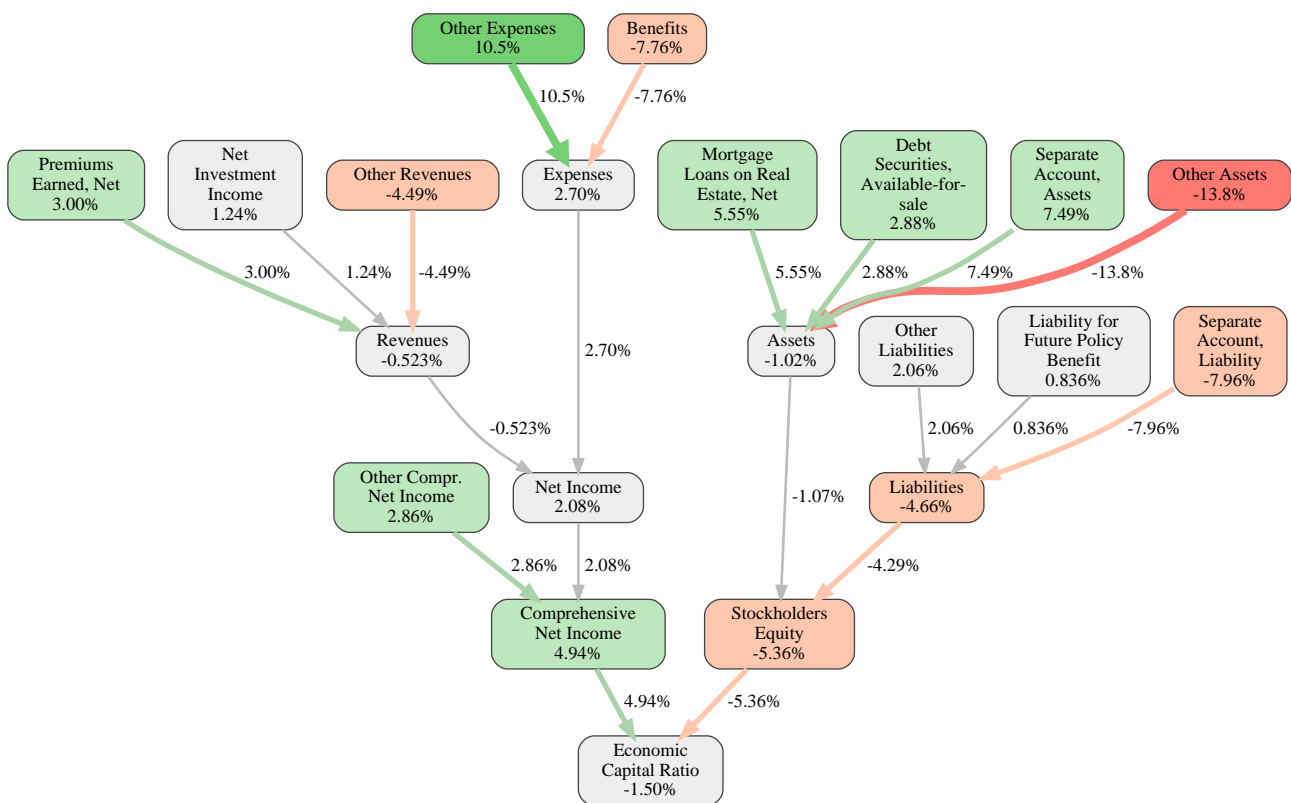 Other Expenses
10.5%
Benefits
-7.76%
10.5%
-7.76%
Premiums
Earned, Net
3.00%
Net
Investment
Income
1.24%
Other Revenues
-4.49%
Expenses
2.70%
Mortgage
Loans on Real
Estate, Net
5.55%
Debt
Securities,
Available-for-
sale
2.88%
Separate
Account,
Assets
7.49%
Other Assets
-13.8%
3.00%
1.24%
-4.49%
5.55%
2.88%
7.49%
-13.8%
Revenues
-0.523%
2.70%
Assets
-1.02%
Other
Liabilities
2.06%
Liability for
Future Policy
Benefit
0.836%
Separate
Account,
Liability
-7.96%
-0.523%
2.06%
0.836%
-7.96%
Other Compr.
Net Income
2.86%
Net Income
2.08%
-1.07%
Liabilities
-4.66%
2.86%
2.08%
-4.29%
Comprehensive
Net Income
4.94%
Stockholders
Equity
-5.36%
4.94%
-5.36%
Economic
Capital Ratio
-1.50%